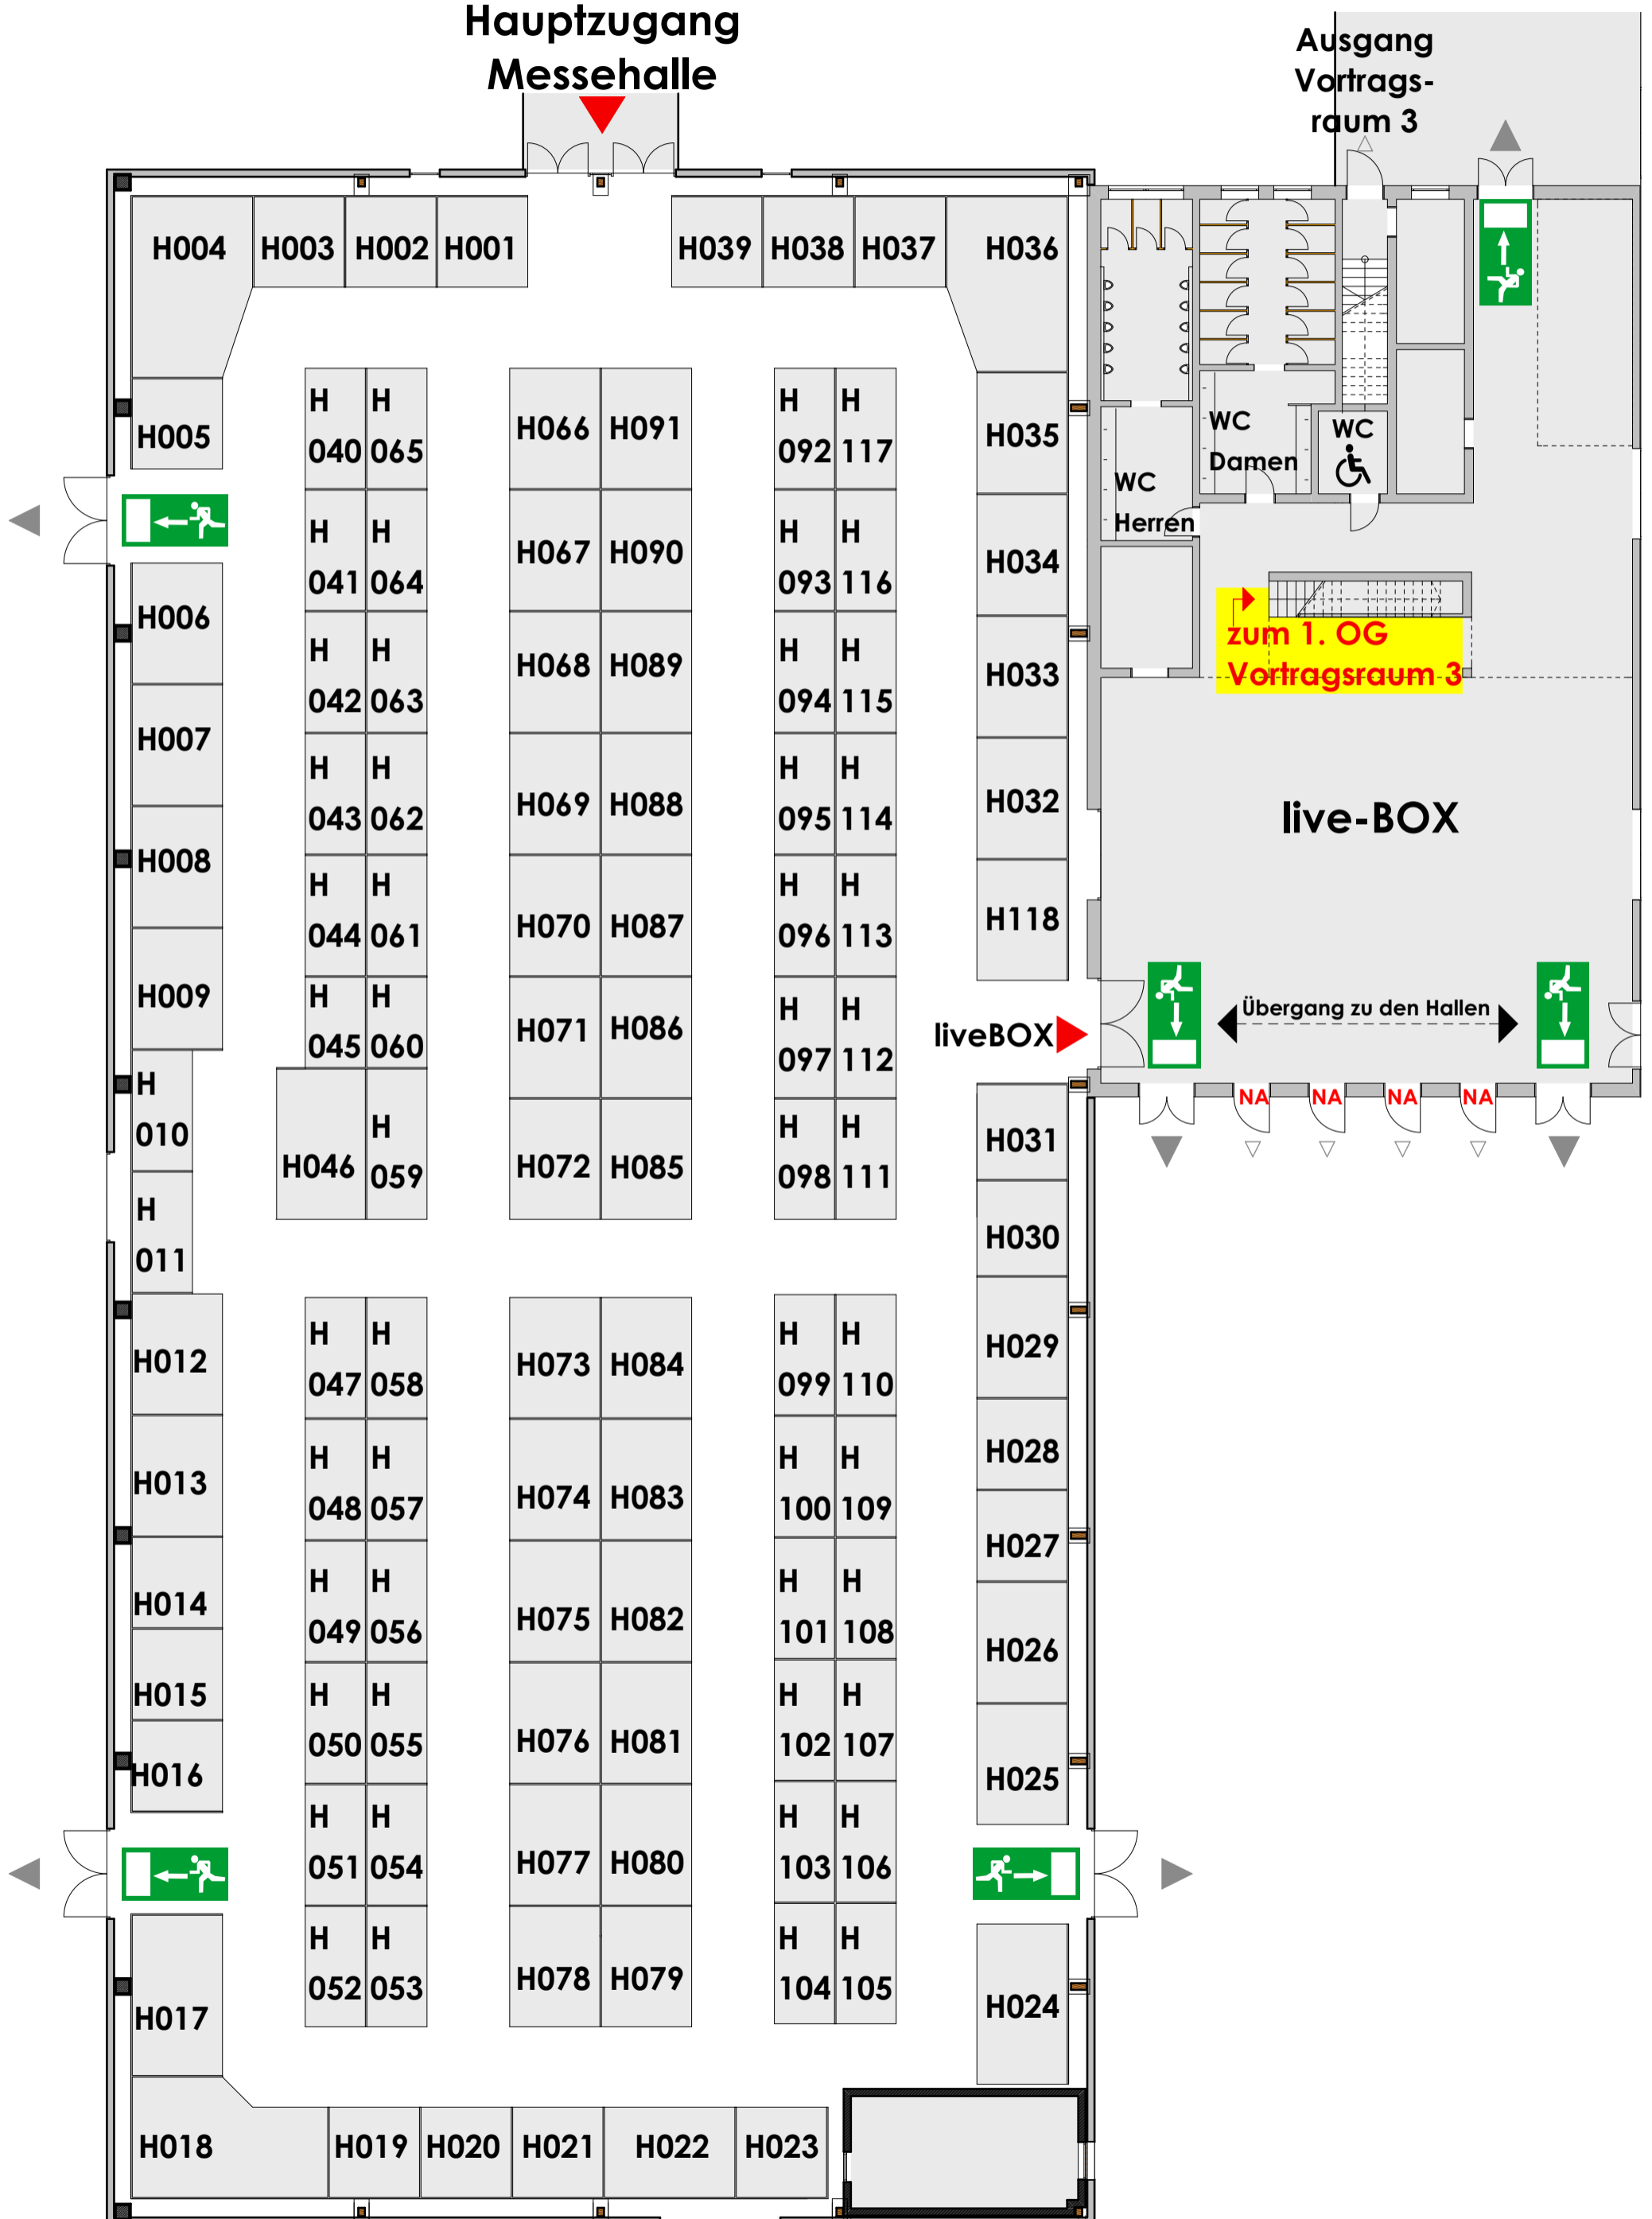 Hauptzugang
Messehalle
Ausgang
Vortrags-
raum 3
H004 H003 H002 H001 H039 H038 H037 H036
H005
H
040
H
065
H066 H091
H
092
H
117
H035
WC
Damen
WC
WC
Herren
H
041
H
064
H067 H090
H
093
H
116
H034
H006
H
042
H
063
H068 H089
H
094
H
115
H033
zum 1. OG
Vortragsraum 3
H007
H
043
H
062
H069 H088
H
095
H
114
H032
live-BOX
H008
H
044
H
061
H070 H087
H
096
H
113
H118
H009
H
045
H
060
H071 H086
H
097
H
112
liveBOX
Übergang zu den Hallen
NA NA NA NA
H
010
H046
H
059
H072 H085
H
098
H
111
H031
H
011
H030
H012
H
047
H
058
H073 H084
H
099
H
110
H029
H013
H
048
H
057
H074 H083
H
100
H
109
H028
H027
H014
H
049
H
056
H075 H082
H
101
H
108
H026
H015
H
050
H
055
H076 H081
H
102
H
107
H025
H016
H
051
H
054
H077 H080
H
103
H
106
H017
H
052
H
053
H078 H079
H
104
H
105
H024
H018 H019 H020 H021 H022 H023